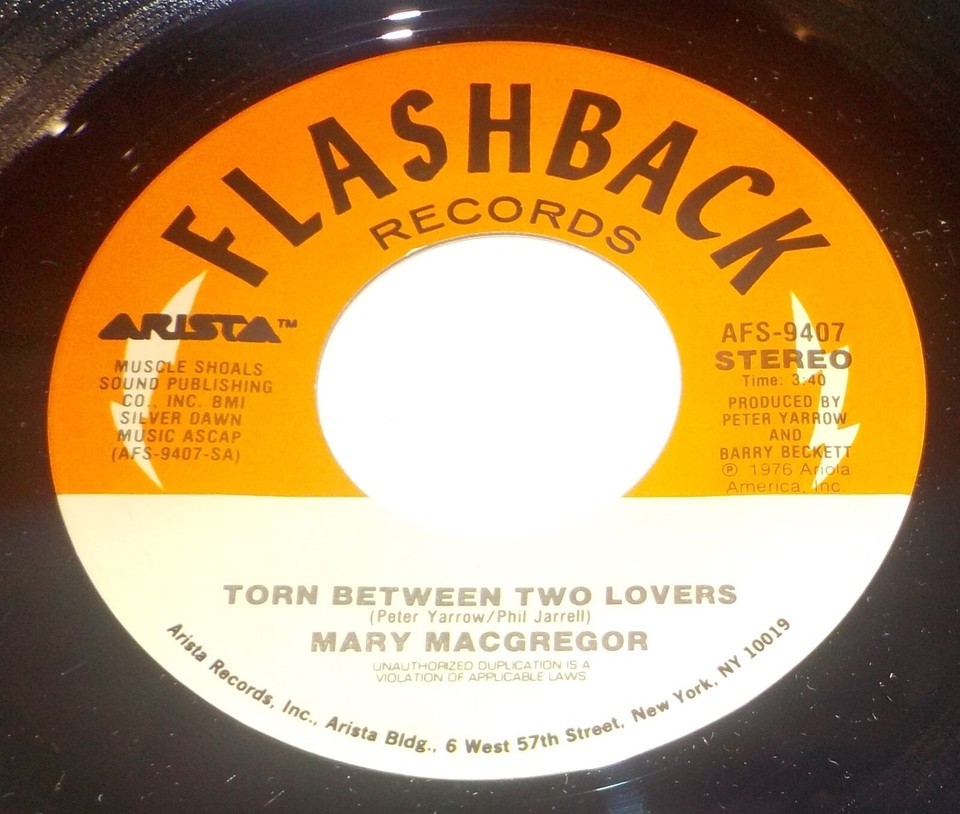 FLASHBACK
RECORDS
ARISTA™
MUSCLE SHOALS
SOUND PUBLISHING
CO., INC. BMI
SILVER DAWN
MUSIC ASCAP
(AFS-9407-SA)
AFS-9407
STEREO
Time: 3:40
PRODUCED BY
PETER YARROW
AND
BARRY BECKETT
℗ 1976 Ariola
America, Inc.
TORN BETWEEN TWO LOVERS
(Peter Yarrow/Phil Jarrell)
MARY MACGREGOR
UNAUTHORIZED DUPLICATION IS A
VIOLATION OF APPLICABLE LAWS
Arista Records, Inc., Arista Bldg., 6 West 57th Street, New York, NY 10019